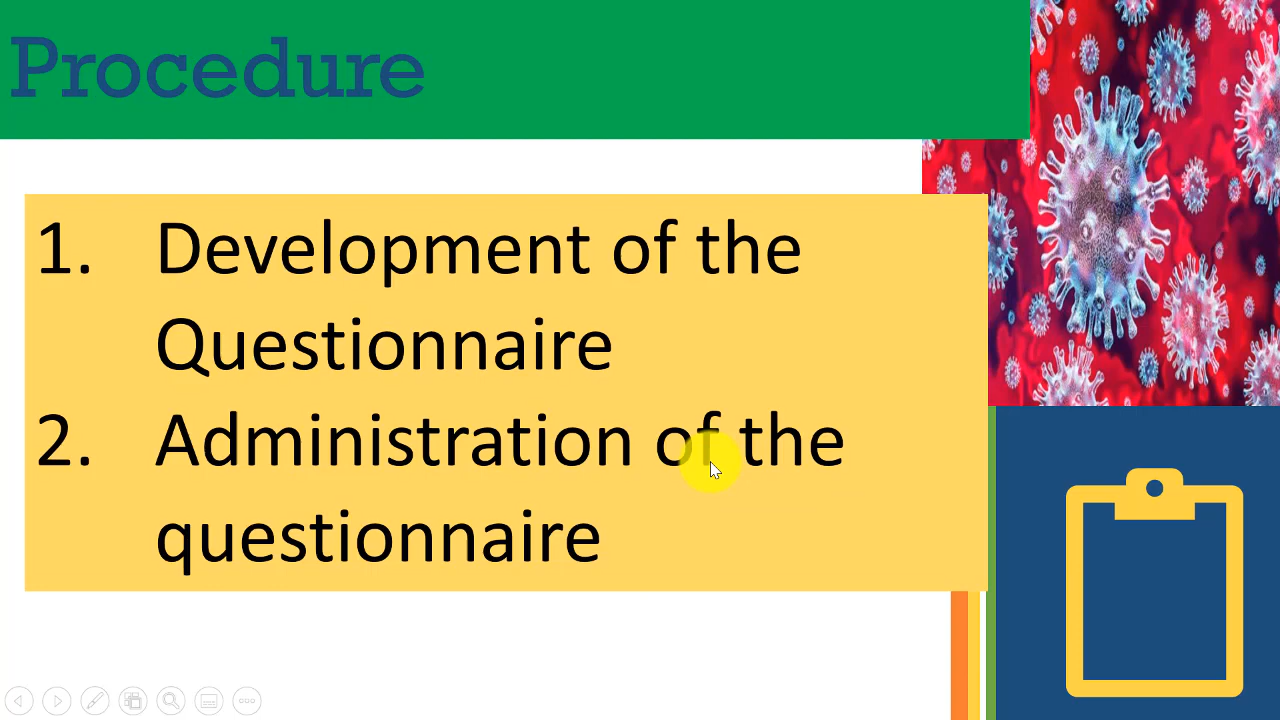 Procedure
1. Development of the
Questionnaire
2. Administration of the
questionnaire